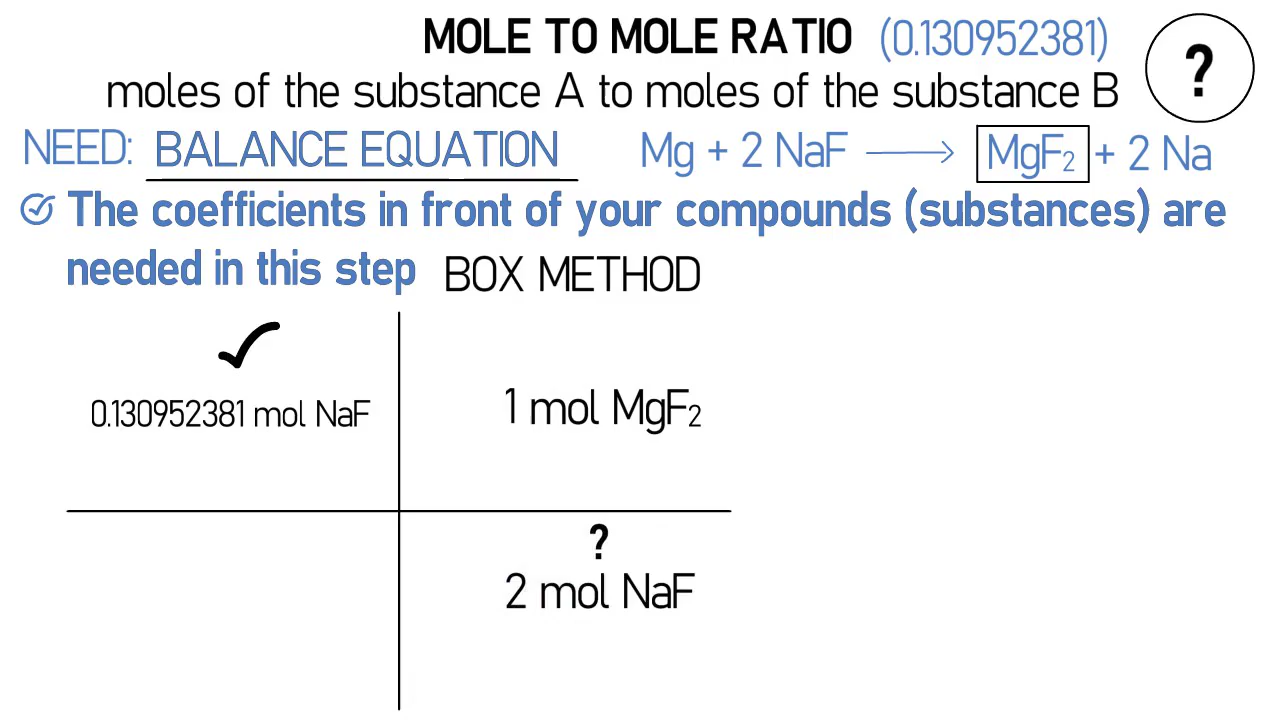 MOLE TO MOLE RATIO (0.130952381)
?
moles of the substance A to moles of the substance B
NEED: BALANCE EQUATION Mg + 2 NaF → MgF₂ + 2 Na
The coefficients in front of your compounds (substances) are
needed in this step BOX METHOD
0.130952381 mol NaF 1 mol MgF₂
?
2 mol NaF